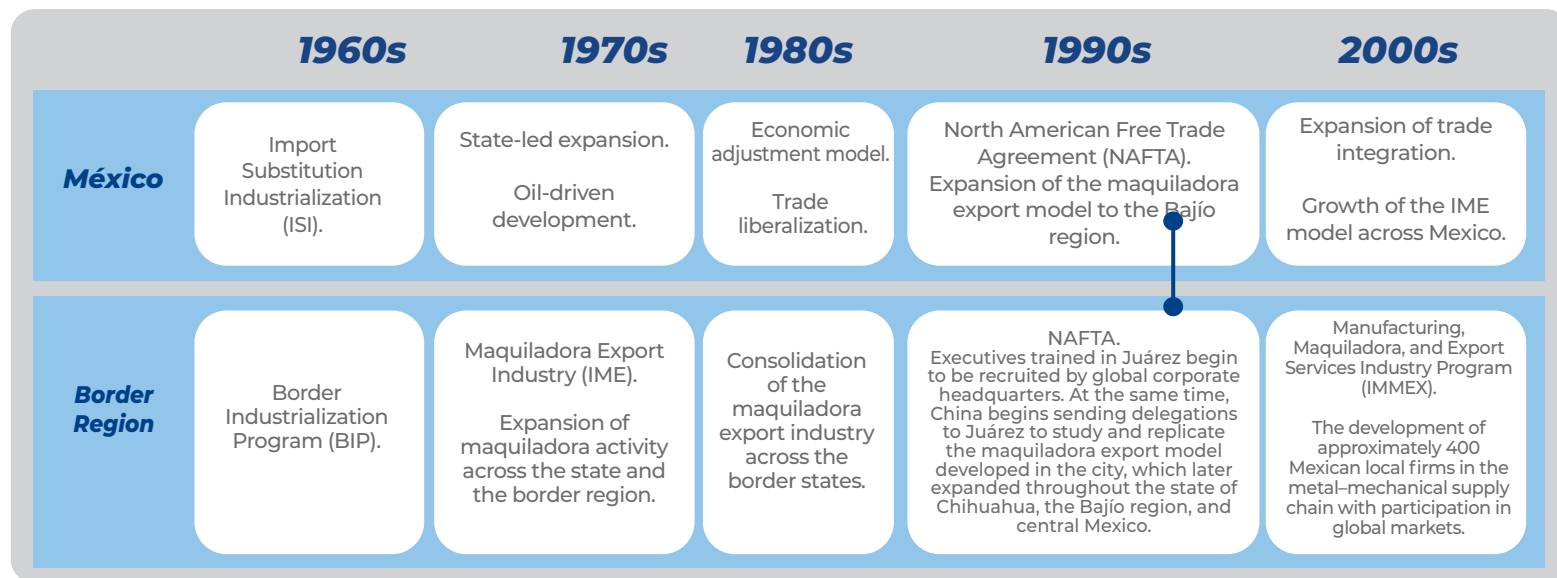 1960s 1970s 1980s 1990s 2000s
México
Import
Substitution
Industrialization
(ISI).
State-led expansion.
Oil-driven
development.
Economic
adjustment model.
Trade
liberalization.
North American Free Trade
Agreement (NAFTA).
Expansion of the maquiladora
export model to the Bajío
region.
Expansion of trade
integration.
Growth of the IME
model across Mexico.
Border
Region
Border
Industrialization
Program (BIP).
Maquiladora Export
Industry (IME).
Expansion of
maquiladora activity
across the state and
the border region.
Consolidation
of the
maquiladora
export industry
across the
border states.
NAFTA.
Executives trained in Juárez begin
to be recruited by global corporate
headquarters. At the same time,
China begins sending delegations
to Juárez to study and replicate
the maquiladora export model
developed in the city, which later
expanded throughout the state of
Chihuahua, the Bajío region, and
central Mexico.
Manufacturing,
Maquiladora, and Export
Services Industry Program
(IMMEX).
The development of
approximately 400
Mexican local firms in the
metal–mechanical supply
chain with participation in
global markets.